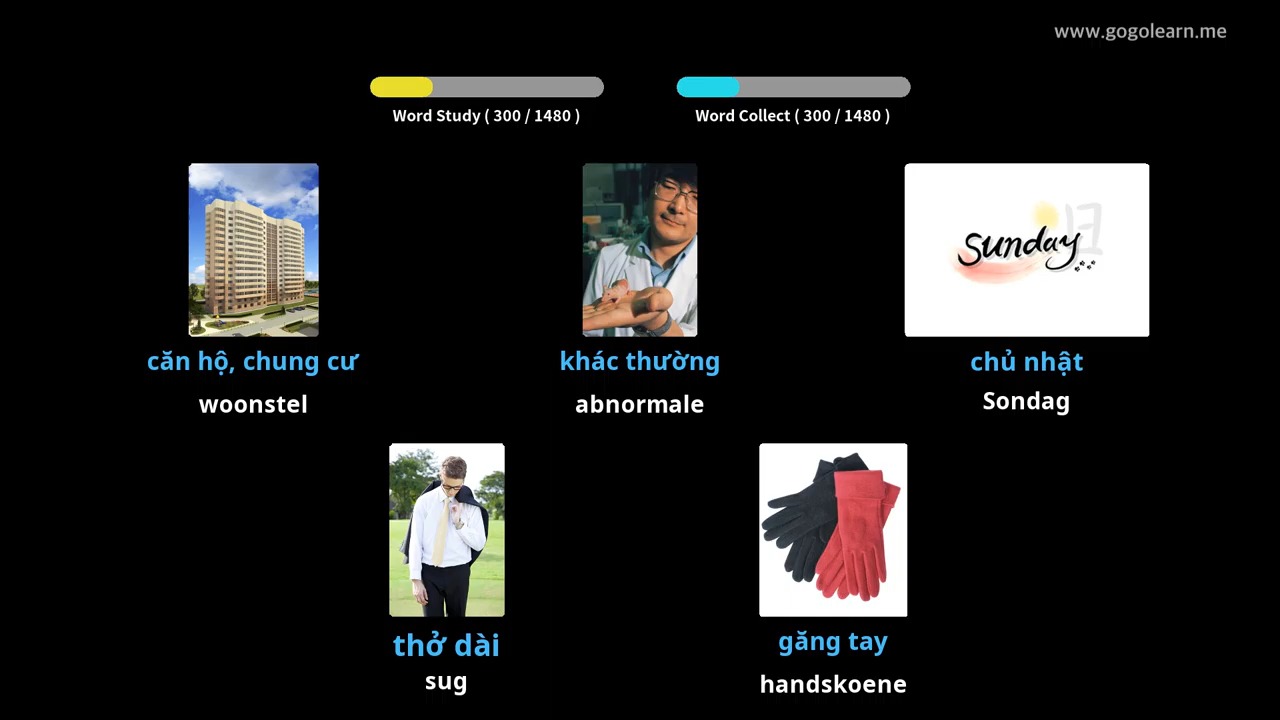 www.gogolearn.me
Word Study ( 300 / 1480 )
Word Collect ( 300 / 1480 )
Sunday
日
căn hộ, chung cư
woonstel
khác thường
abnormale
chủ nhật
Sondag
thở dài
sug
găng tay
handskoene